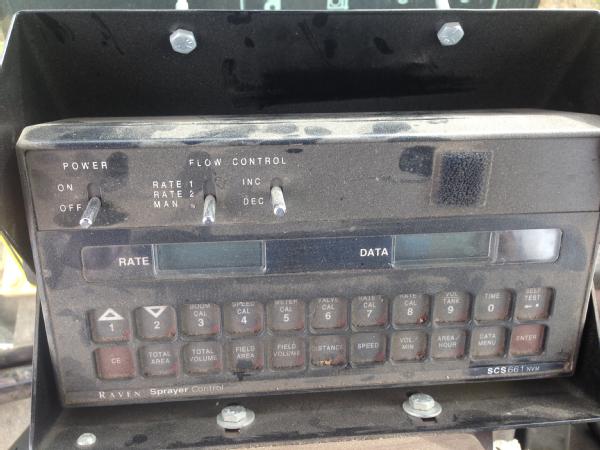 POWER FLOW CONTROL
ON RATE 1 INC
RATE 2
OFF MAN DEC
RATE DATA
1 2 BOOM CAL 3 SPEED CAL 4 METER CAL 5 VALVE CAL 6 RATE CAL 7 RATE CAL 8 VOL TANK 9 TIME 0 SELF TEST
CE TOTAL AREA TOTAL VOLUME FIELD AREA FIELD VOLUME DISTANCE SPEED VOL/MIN AREA/HOUR DATA MENU ENTER
RAVEN Sprayer Control SCS 661 NVM